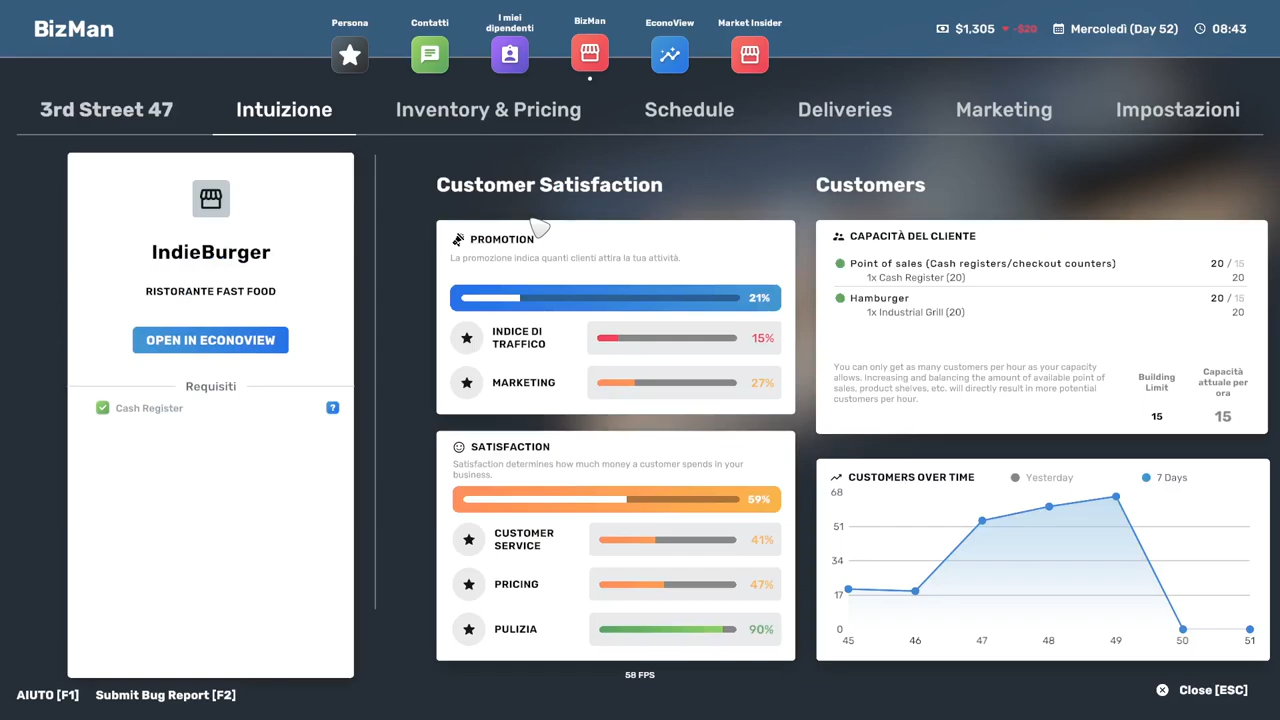 BizMan
Persona
Contatti
I miei
dipendenti
BizMan
EconoView
Market Insider
$1,305 -$20
Mercoledì (Day 52)
08:43
3rd Street 47
Intuizione
Inventory & Pricing
Schedule
Deliveries
Marketing
Impostazioni
IndieBurger
RISTORANTE FAST FOOD
OPEN IN ECONOVIEW
Requisiti
Cash Register ?
Customer Satisfaction
PROMOTION
La promozione indica quanti clienti attira la tua attività.
21%
INDICE DI
TRAFFICO
15%
MARKETING 27%
SATISFACTION
Satisfaction determines how much money a customer spends in your
business.
59%
CUSTOMER
SERVICE
41%
PRICING 47%
PULIZIA 90%
Customers
CAPACITÀ DEL CLIENTE
Point of sales (Cash registers/checkout counters) 20 / 15
1x Cash Register (20) 20
Hamburger 20 / 15
1x Industrial Grill (20) 20
You can only get as many customers per hour as your capacity
allows. Increasing and balancing the amount of available point of
sales, product shelves, etc. will directly result in more potential
customers per hour.
Building
Limit
15
Capacità
attuale per
ora
15
CUSTOMERS OVER TIME
Yesterday
7 Days
68
51
34
17
0
45 46 47 48 49 50 51
58 FPS
AIUTO [F1]
Submit Bug Report [F2]
Close [ESC]